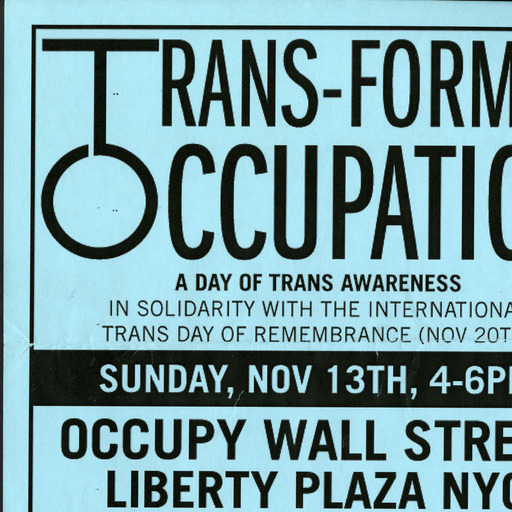 TRANS-FORM
OCCUPATIO
A DAY OF TRANS AWARENESS
IN SOLIDARITY WITH THE INTERNATIONA
TRANS DAY OF REMEMBRANCE (NOV 20T
SUNDAY, NOV 13TH, 4-6P
OCCUPY WALL STRE
LIBERTY PLAZA NYC